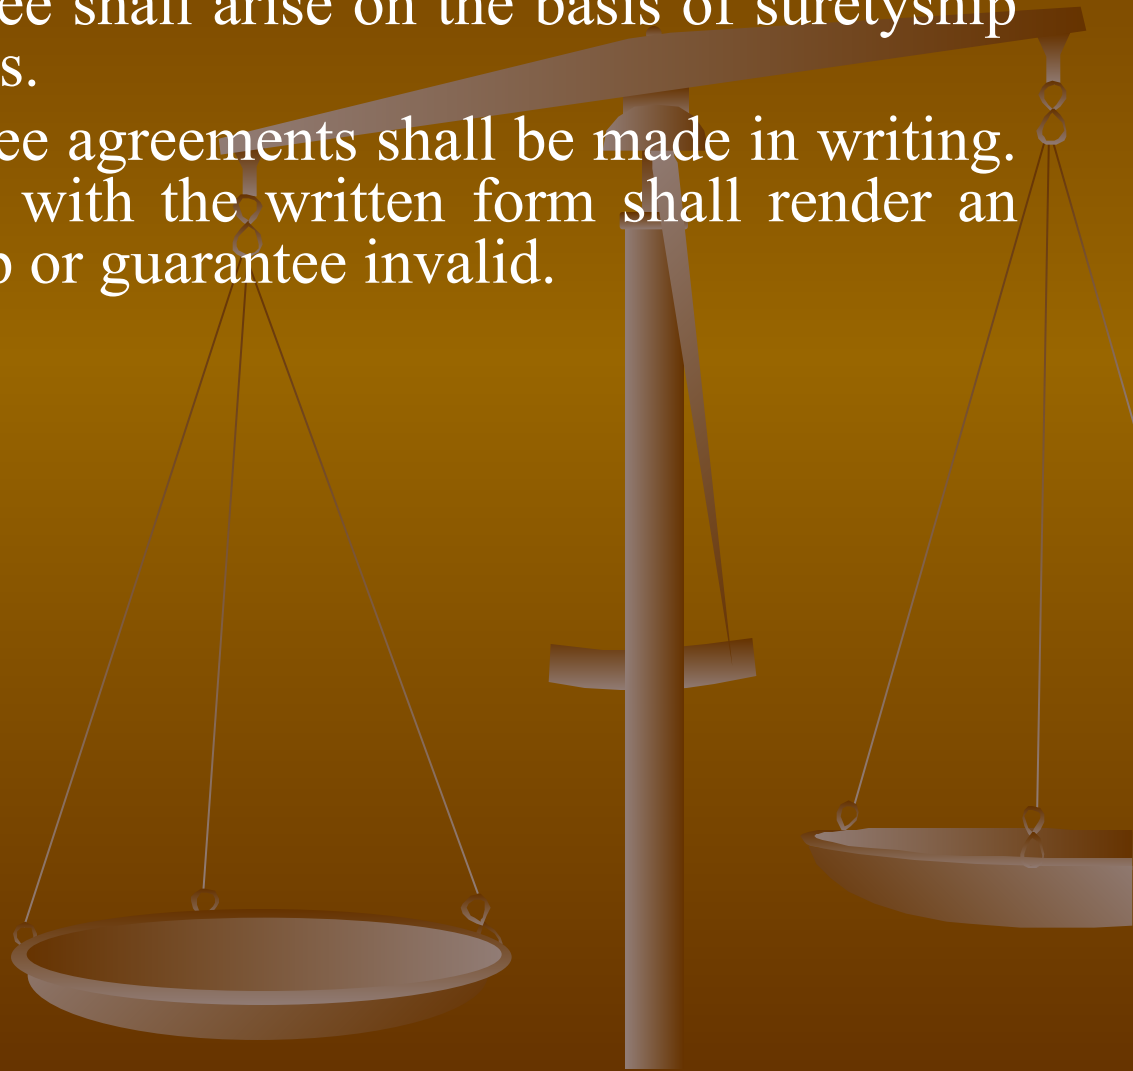 ee shall arise on the basis of suretyship
s.
ee agreements shall be made in writing.
with the written form shall render an
p or guarantee invalid.